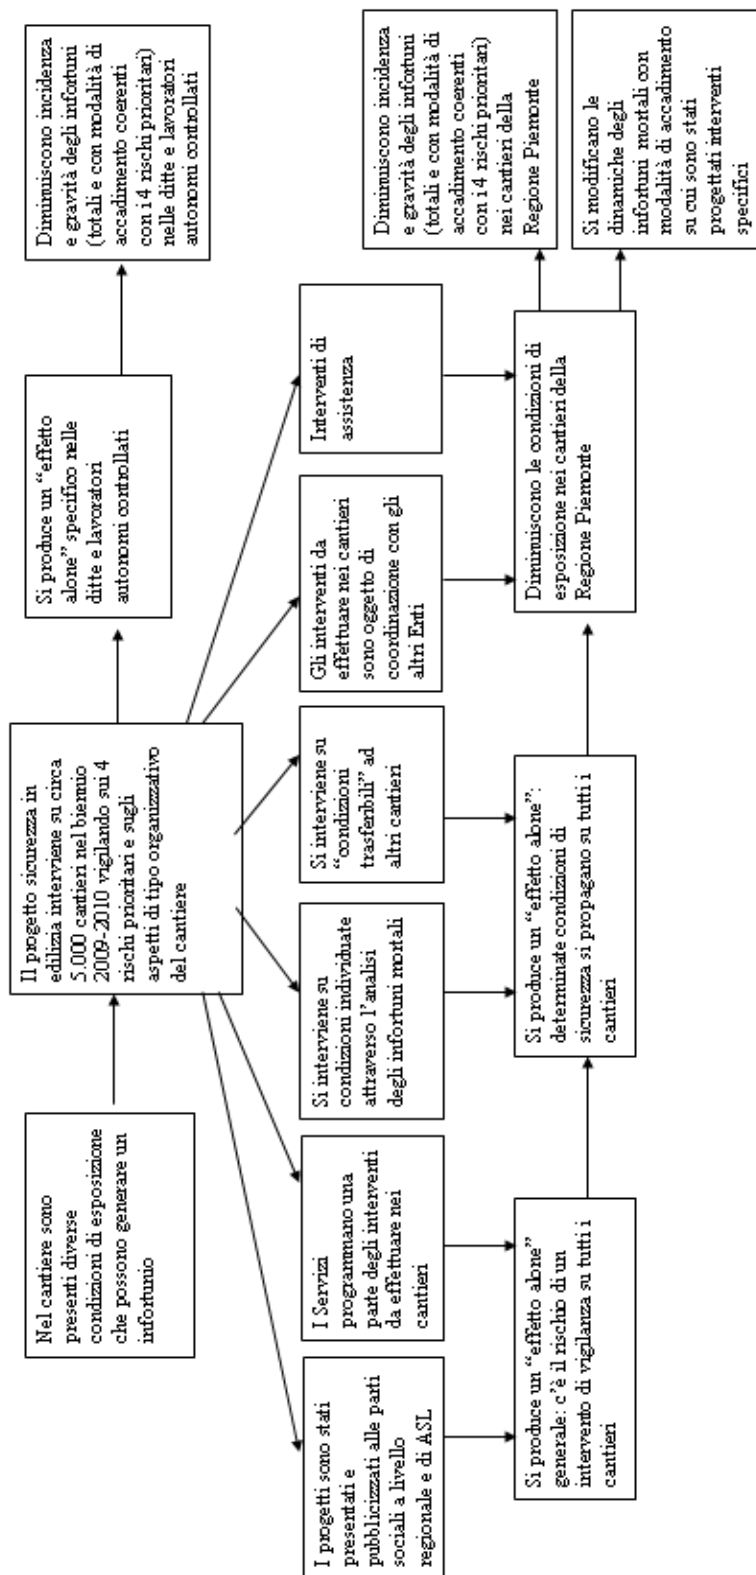 Nel cantiere sono
presenti diverse
condizioni di esposizione
che possono generare un
infortunio
Il progetto sicurezza in
edilizia interviene su circa
5.000 cantieri nel biennio
2009-2010 vigilando sui 4
rischi prioritari e sugli
aspetti di tipo organizzativo
del cantiere
Si produce un “effetto
alone” specifico nelle
ditte e lavoratori
autonomi controllati
Dimimuiscono incidenza
e gravità degli infortuni
(totali e con modalità di
accadimento coerenti
con i 4 rischi prioritari)
nelle ditte e lavoratori
autonomi controllati
I progetti sono stati
presentati e
pubblicizzati alle parti
sociali a livello
regionale e di ASL
I Servizi
programmano una
parte degli interventi
da effettuare nei
cantieri
Si interviene su
condizioni individuate
attraverso l’analisi
degli infortuni mortali
Si interviene su
“condizioni
trasferibili” ad
altri cantieri
Gli interventi da
effettuare nei cantieri
sono oggetto di
coordinazione con gli
altri Enti
Interventi di
assistenza
Si produce un “effetto alone”
generale: c’è il rischio di un
intervento di vigilanza su tutti i
cantieri
Si produce un “effetto alone”:
determinate condizioni di
sicurezza si propagano su tutti i
cantieri
Diminuiscono le condizioni di
esposizione nei cantieri della
Regione Piemonte
Diminuiscono incidenza
e gravità degli infortuni
(totali e con modalità di
accadimento coerenti
con i 4 rischi prioritari)
nei cantieri della
Regione Piemonte
Si modificano le
dinamiche degli
infortuni mortali con
modalità di accadimento
su cui sono stati
progettati interventi
specifici